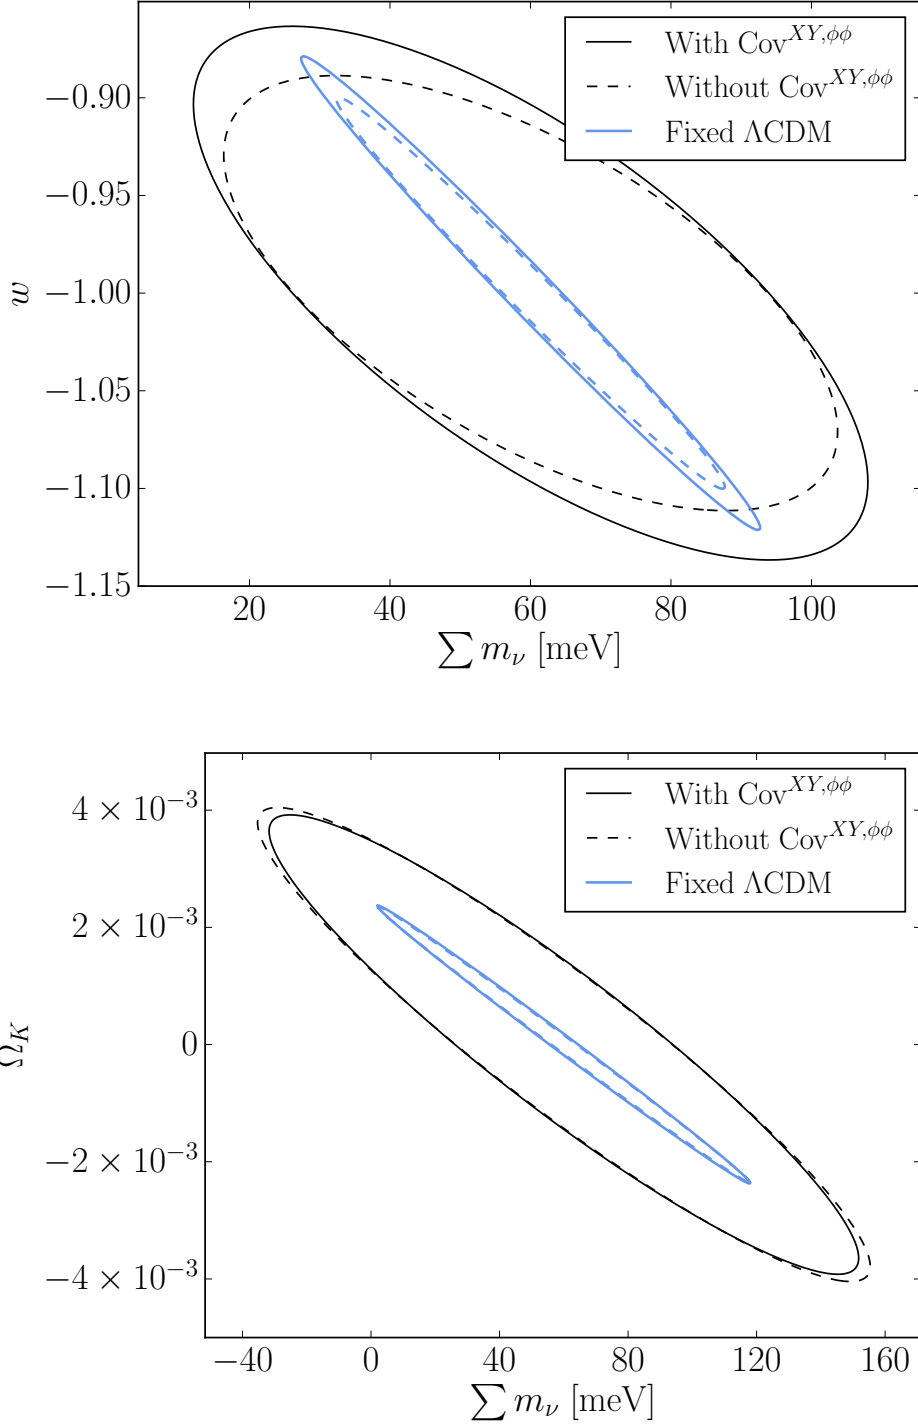 With Cov^{XY,ϕϕ}
Without Cov^{XY,ϕϕ}
Fixed ΛCDM
−0.90
−0.95
−1.00
−1.05
−1.10
−1.15
w
20 40 60 80 100
∑ m_ν [meV]
With Cov^{XY,ϕϕ}
Without Cov^{XY,ϕϕ}
Fixed ΛCDM
4 × 10^{−3}
2 × 10^{−3}
0
−2 × 10^{−3}
−4 × 10^{−3}
Ω_K
−40 0 40 80 120 160
∑ m_ν [meV]